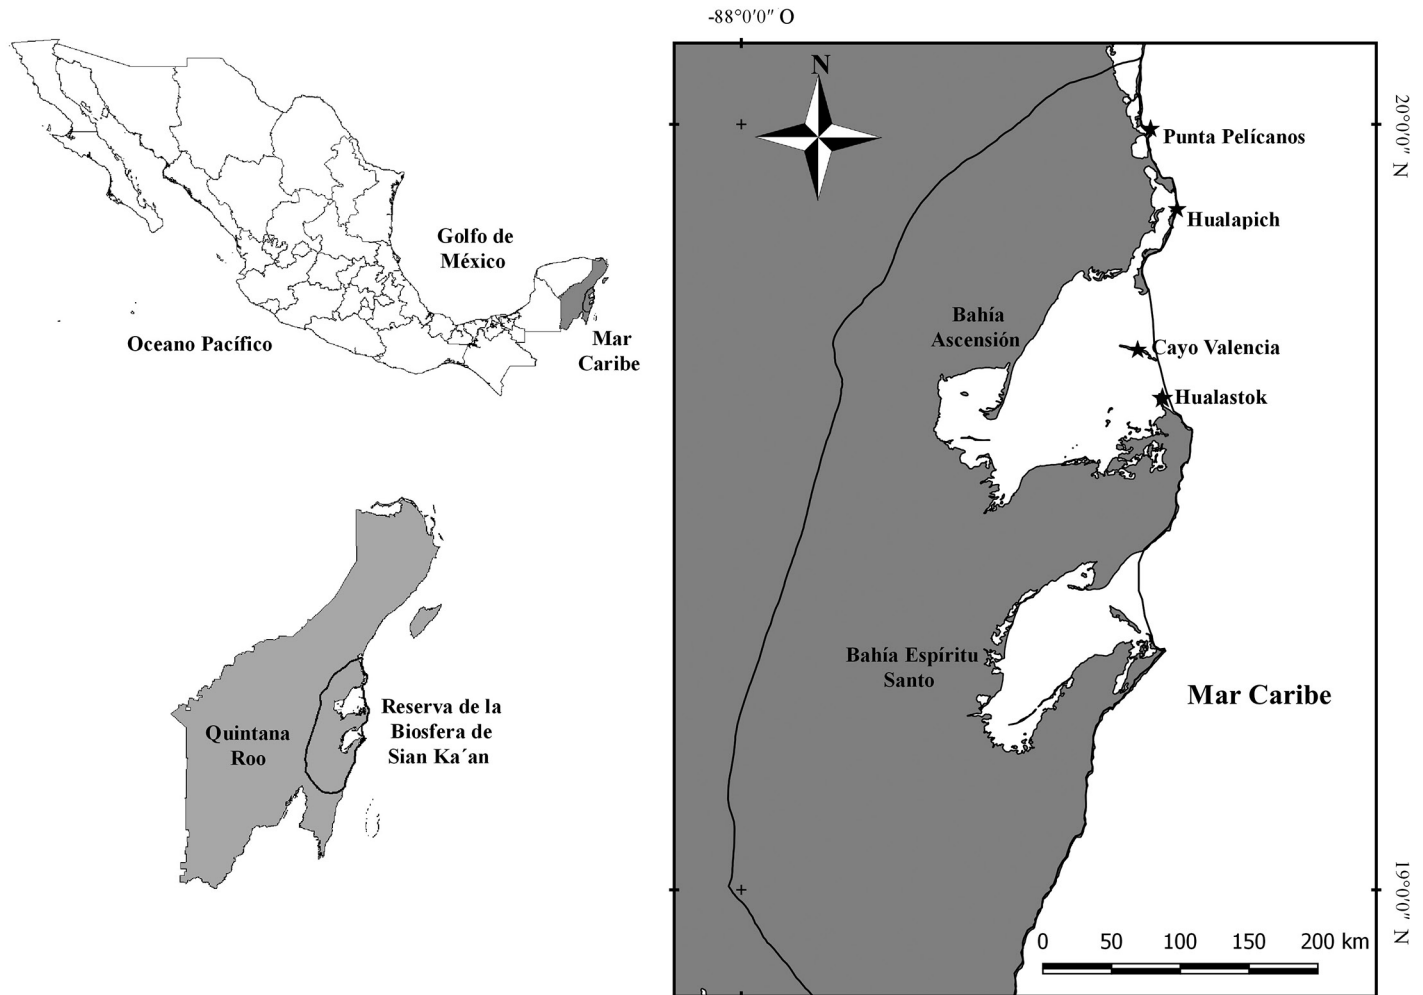 -88°0′0″ O
N
20°0′0″ N
Punta Pelícanos
Hualapich
Golfo de
México
Bahía
Ascensión
Mar
Caribe
Oceano Pacífico
Cayo Valencia
Hualastok
Bahía Espíritu
Santo
Mar Caribe
Quintana
Roo
Reserva de la
Biosfera de
Sian Ka´an
19°0′0″ N
0 50 100 150 200 km